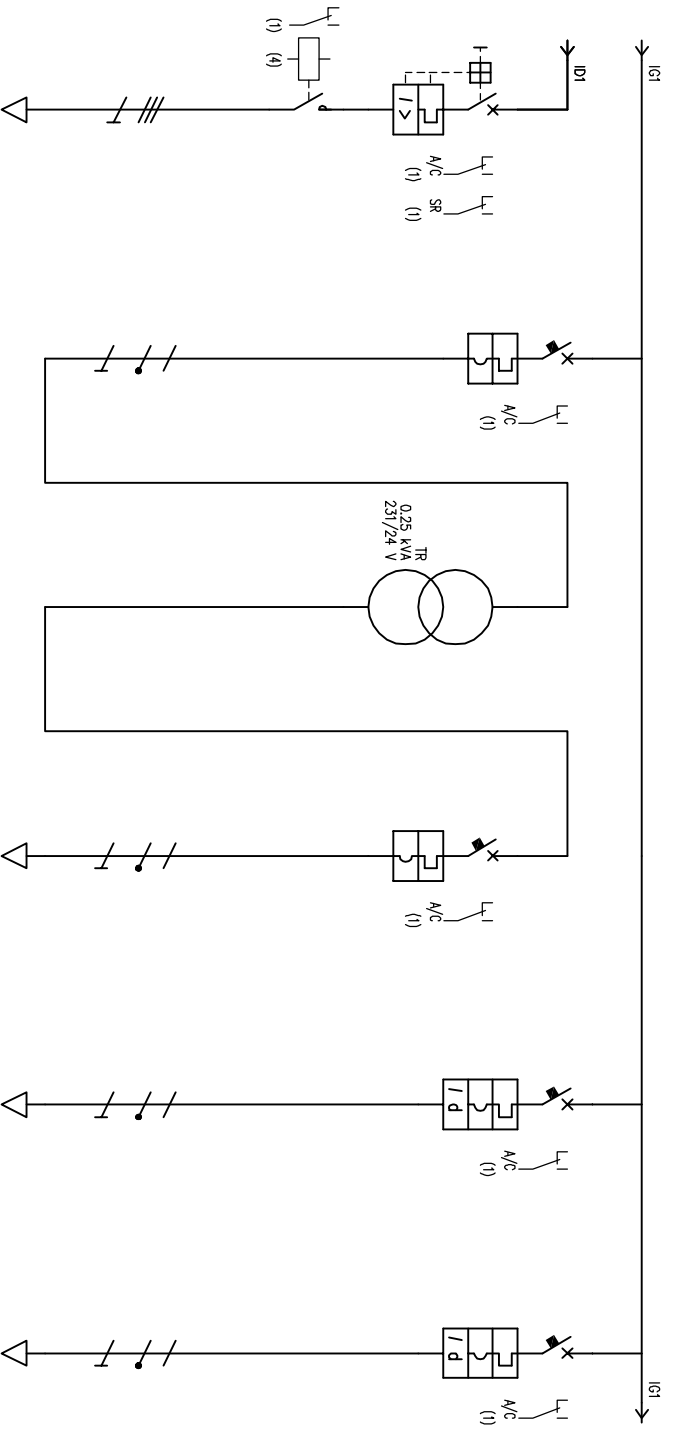 IG1
IG1
ID1
A/C
(1)
SR
(1)
I >
(1)
(4)
A/C
(1)
TR
0.25 kVA
231/24 V
A/C
(1)
I d
A/C
(1)
I d
A/C
(1)